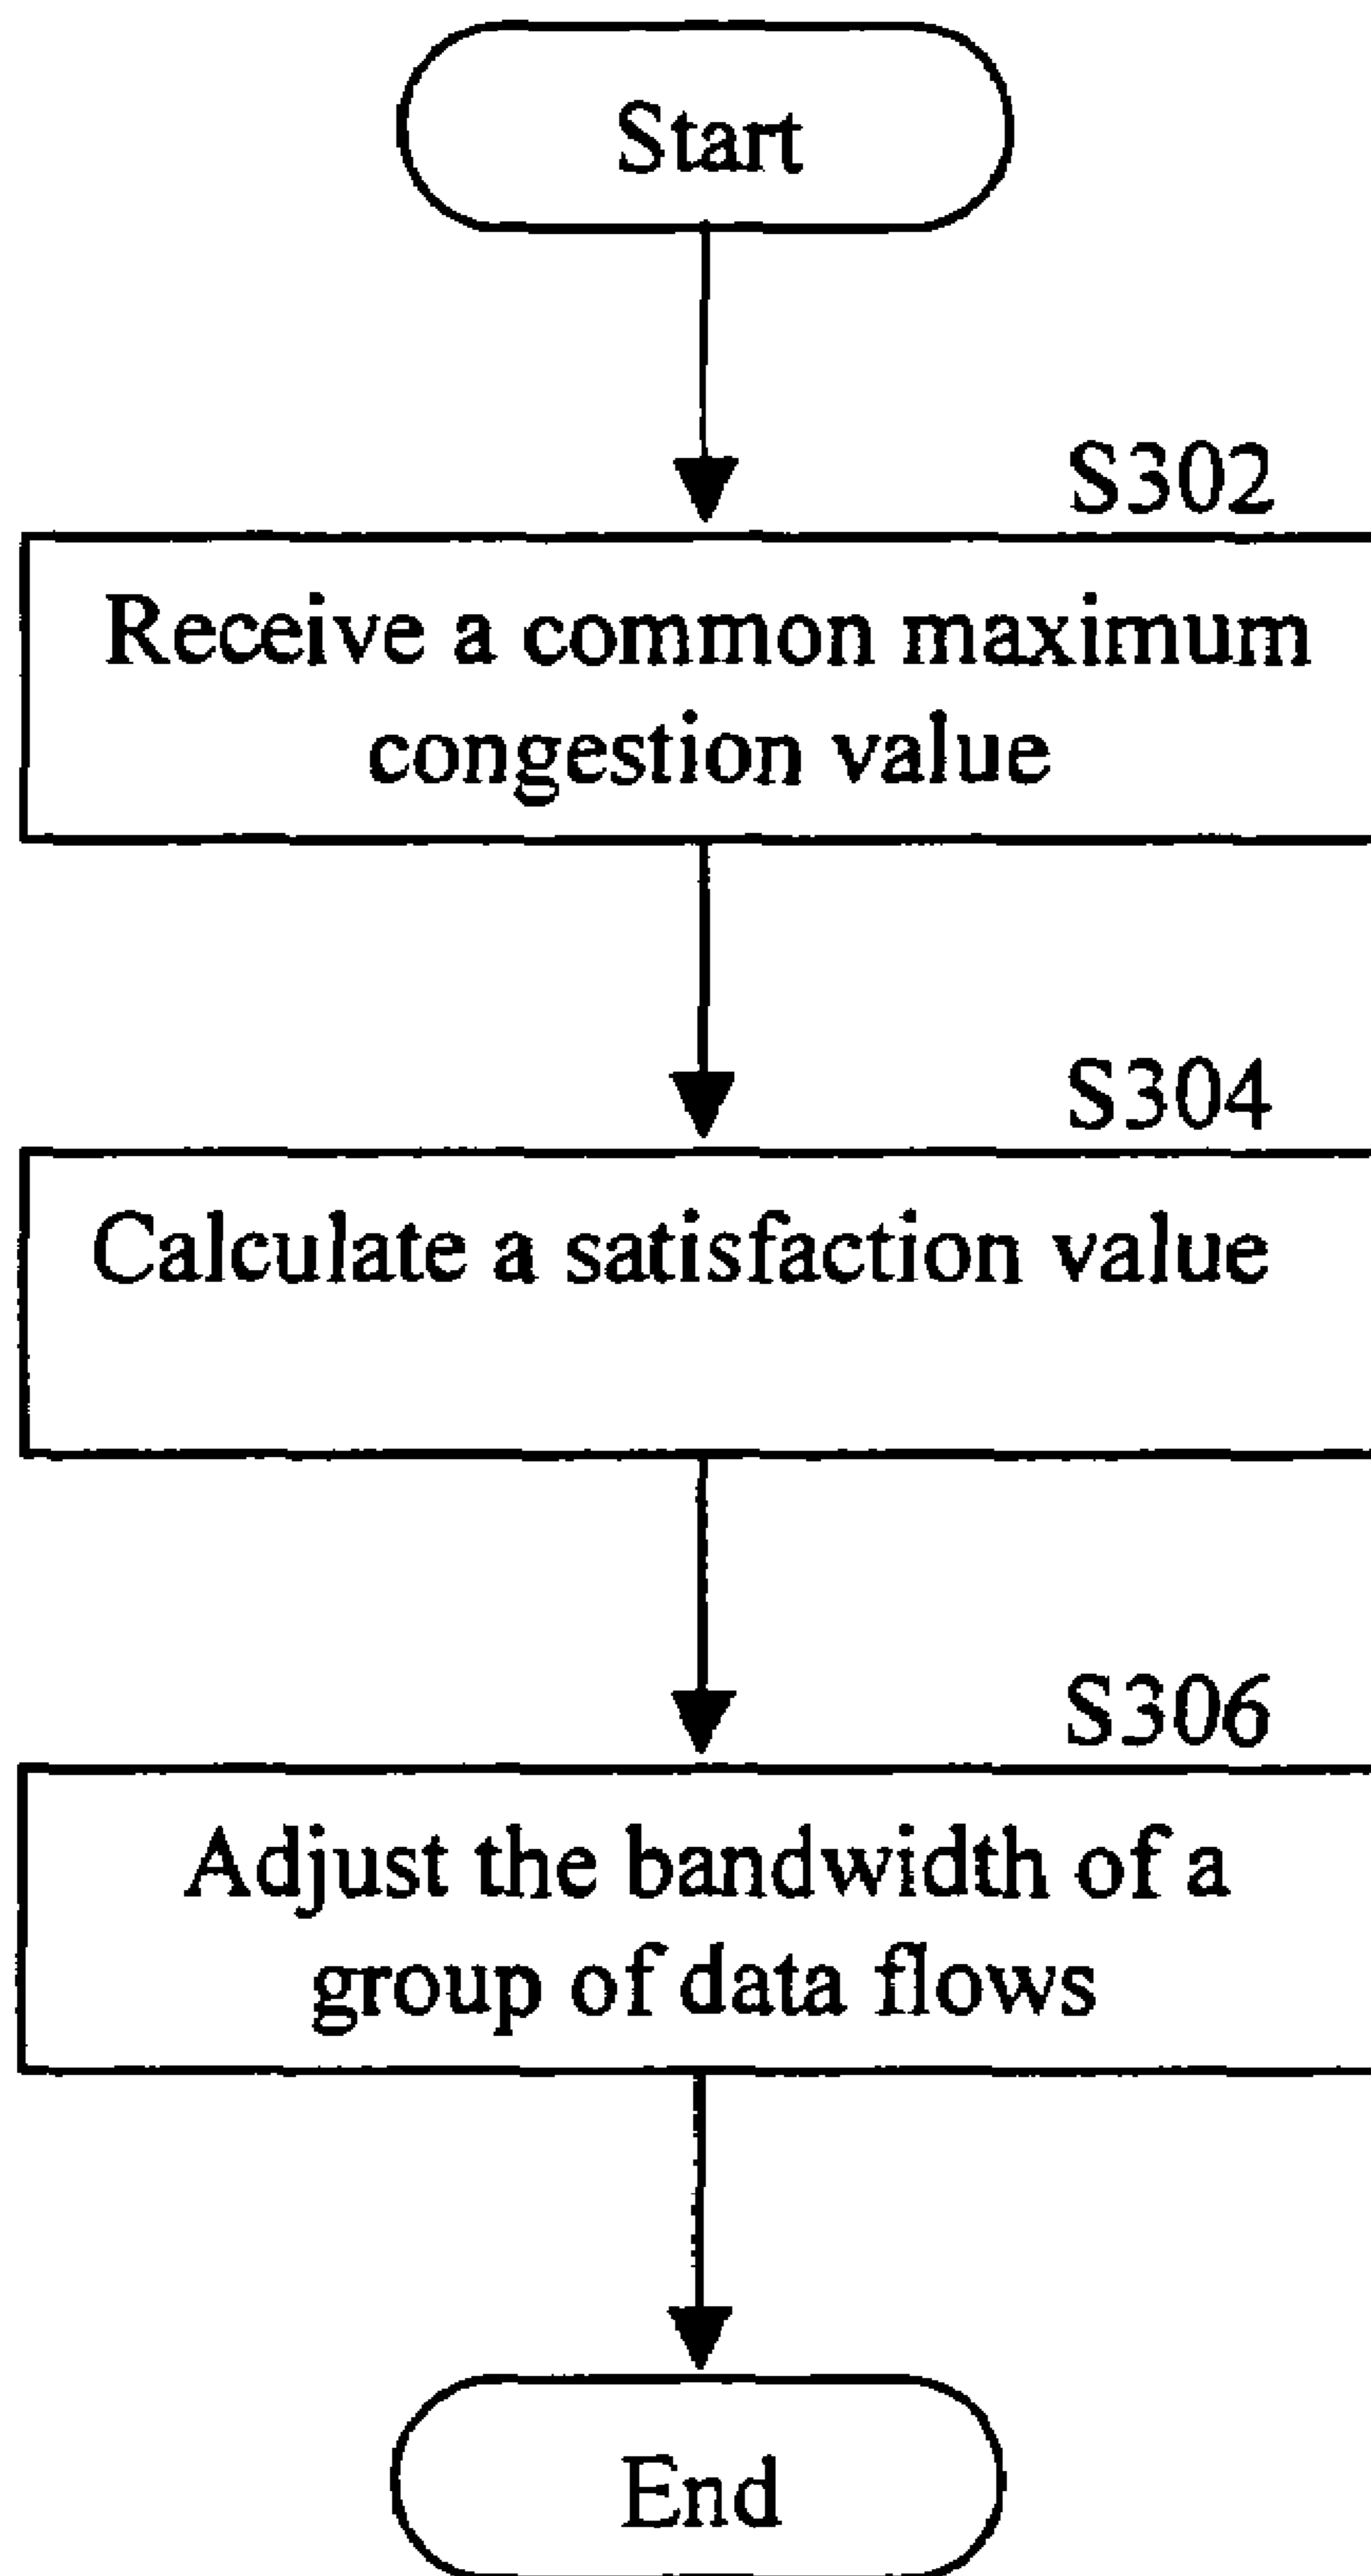 Start
S302
Receive a common maximum
congestion value
S304
Calculate a satisfaction value
S306
Adjust the bandwidth of a
group of data flows
End